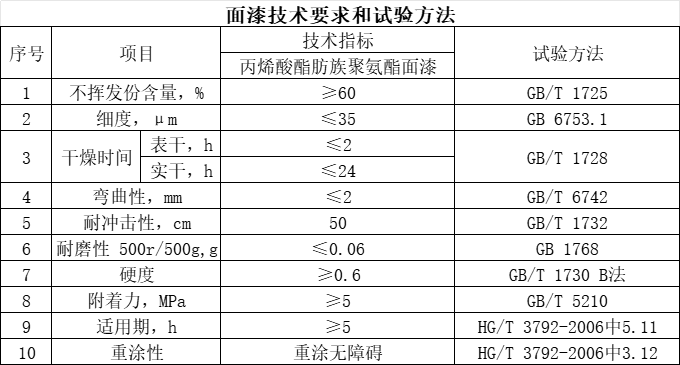 面漆技术要求和试验方法
序号 项目 技术指标 试验方法
丙烯酸酯肪族聚氨酯面漆
1 不挥发份含量，% ≥60 GB/T 1725
2 细度，μm ≤35 GB 6753.1
3 干燥时间 表干，h ≤2 GB/T 1728
实干，h ≤24
4 弯曲性，mm ≤2 GB/T 6742
5 耐冲击性，cm 50 GB/T 1732
6 耐磨性 500r/500g,g ≤0.06 GB 1768
7 硬度 ≥0.6 GB/T 1730 B法
8 附着力，MPa ≥5 GB/T 5210
9 适用期，h ≥5 HG/T 3792-2006中5.11
10 重涂性 重涂无障碍 HG/T 3792-2006中3.12